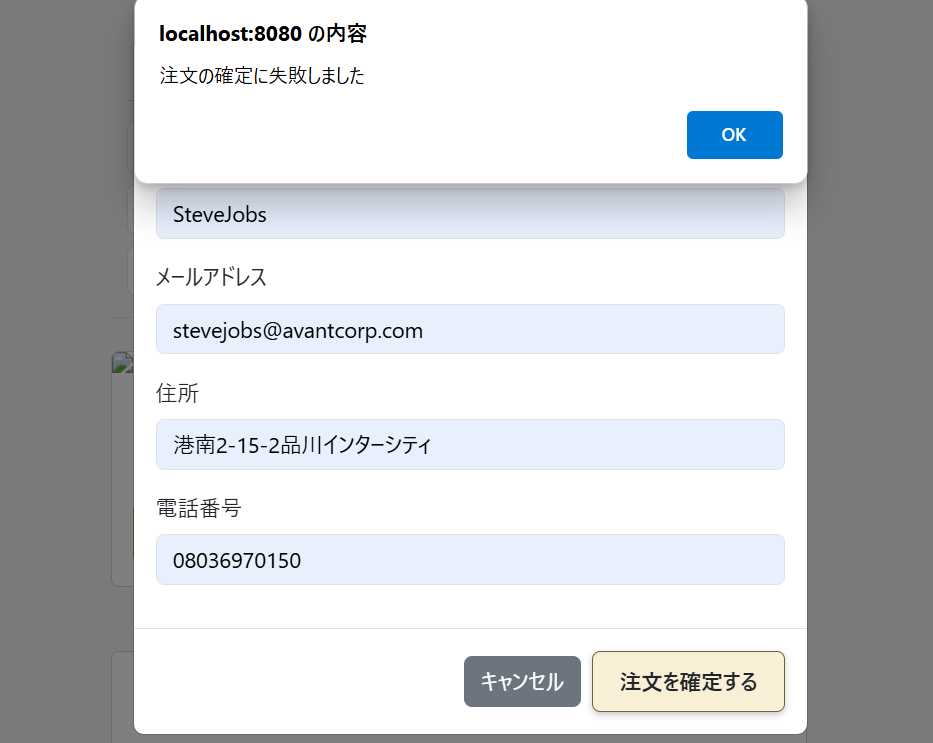 localhost:8080 の内容
注文の確定に失敗しました
OK
SteveJobs
メールアドレス
stevejobs@avantcorp.com
住所
港南2-15-2品川インターシティ
電話番号
08036970150
キャンセル
注文を確定する